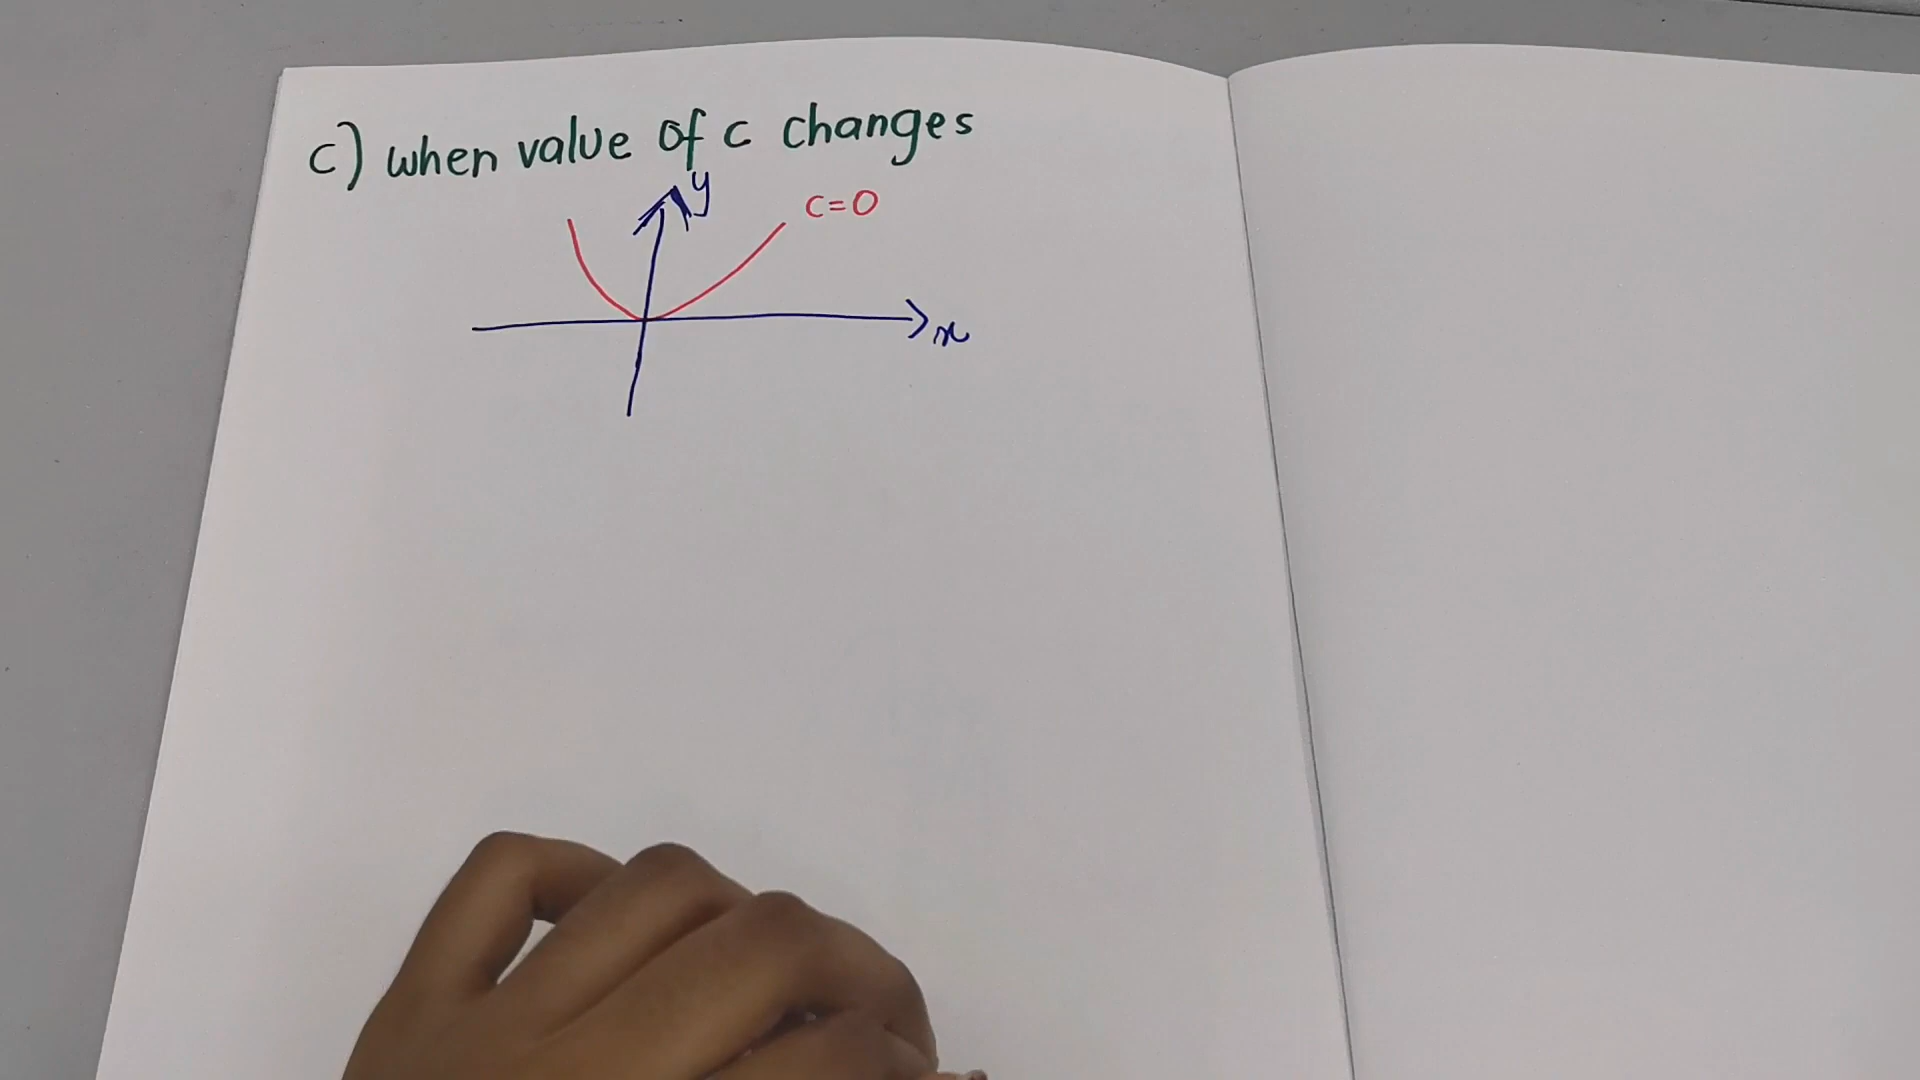 c) when value of c changes
y
c=0
x